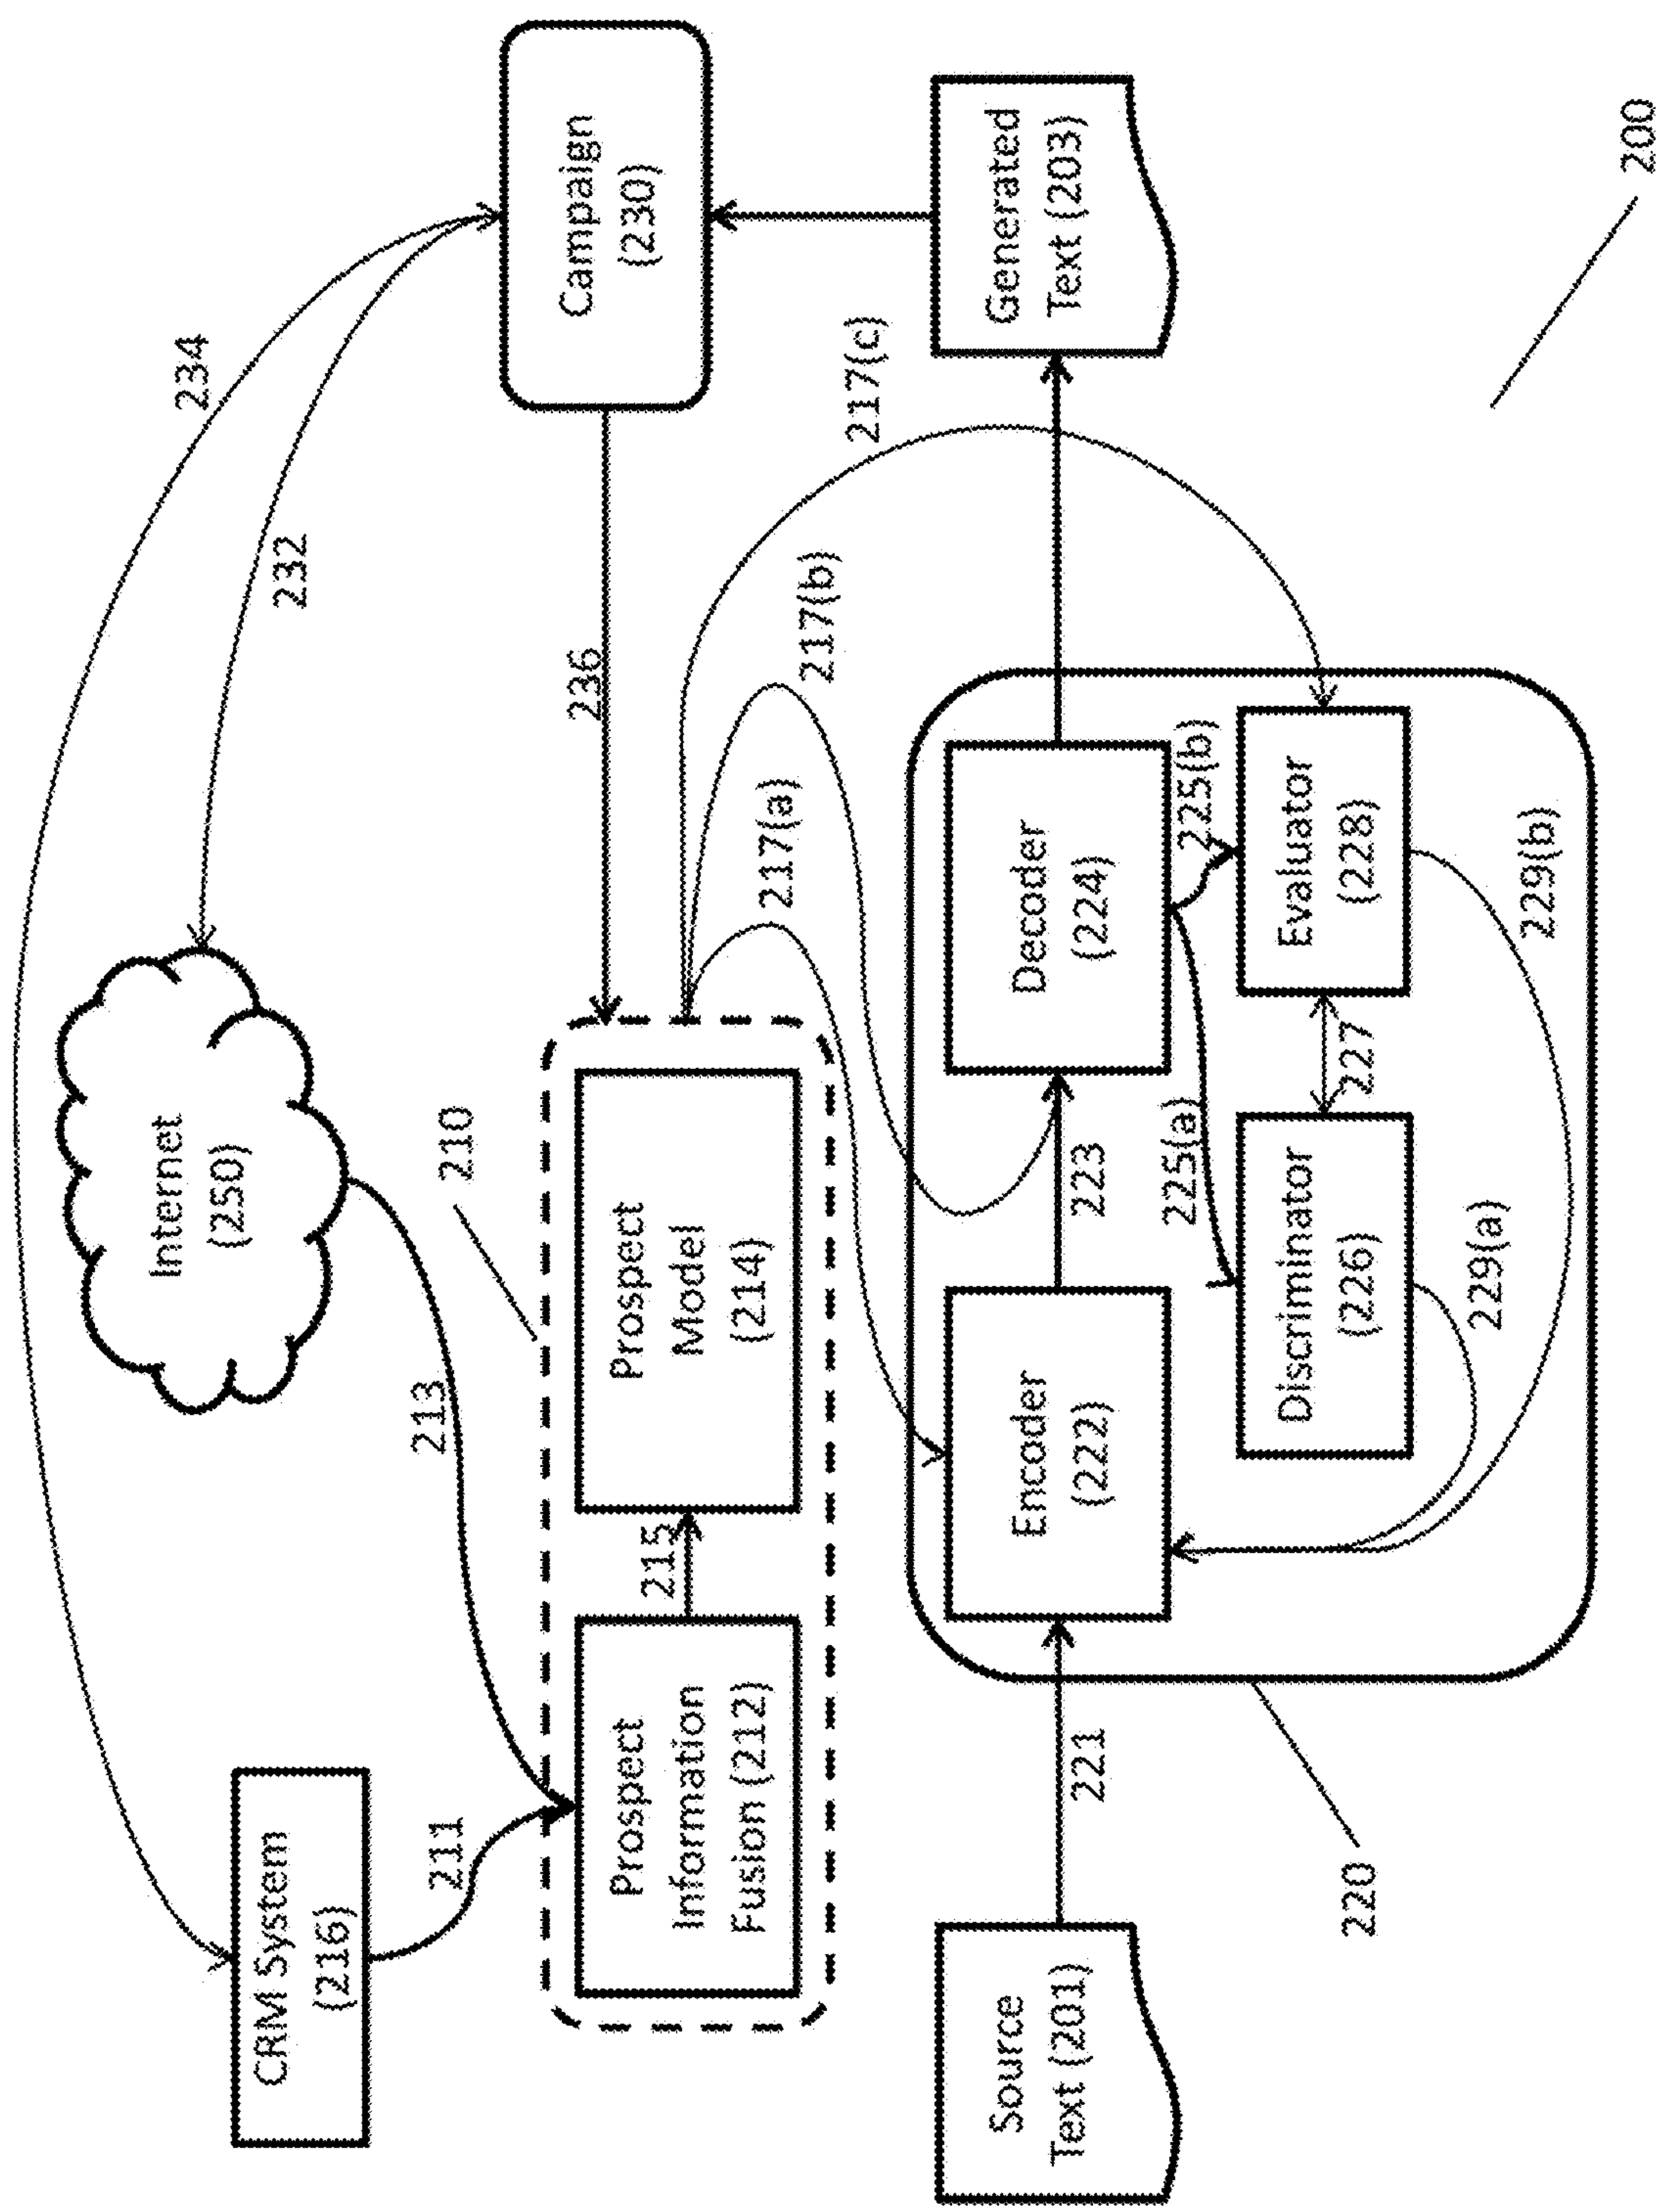 234
232
Internet
(250)
CRM System
(216)
213
211
210
236
Campaign
(230)
Prospect
Information
Fusion (212)
215
Prospect
Model
(214)
217(a)
217(b)
217(c)
Source
Text (201)
221
Encoder
(222)
223
Decoder
(224)
Generated
Text (203)
225(a)
225(b)
Discriminator
(226)
227
Evaluator
(228)
229(a)
229(b)
220
200